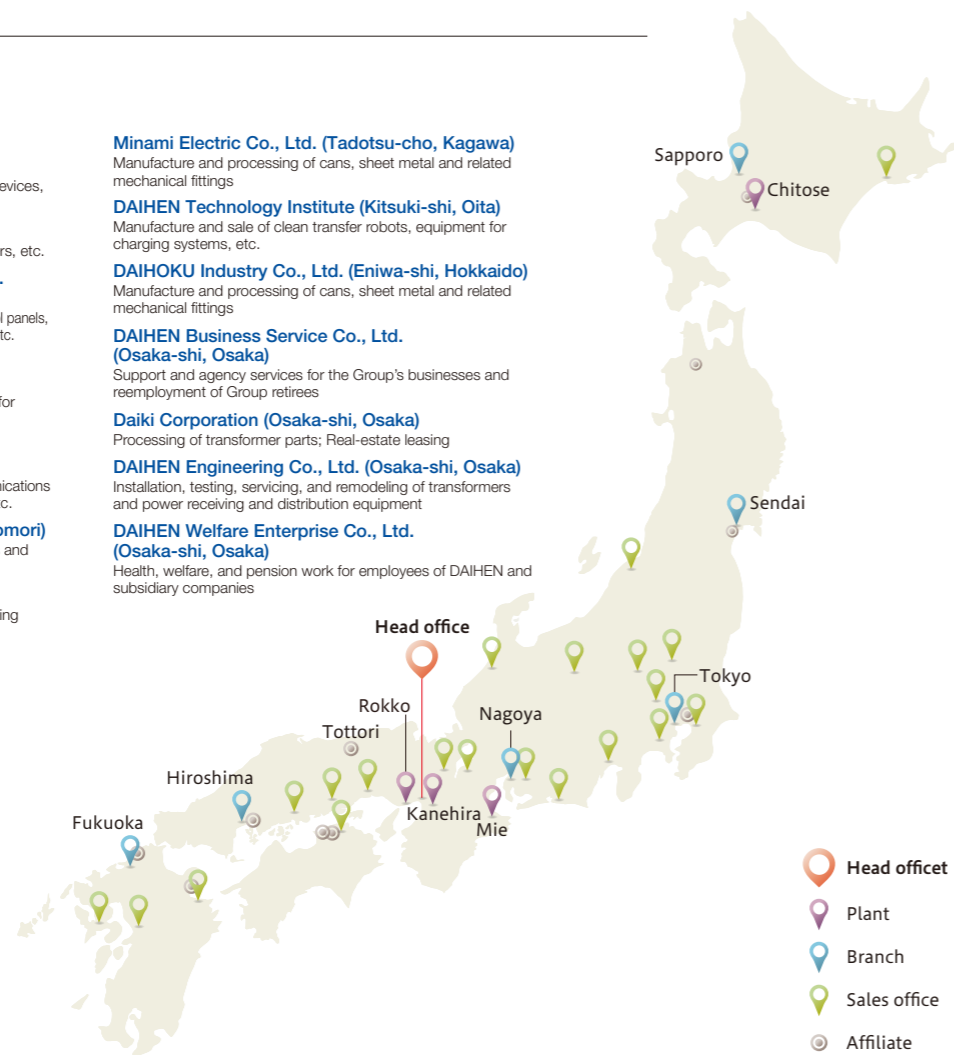 evices,
rs, etc.
l panels,
tc.
for
nications
tc.
omori)
and
ing
Minami Electric Co., Ltd. (Tadotsu-cho, Kagawa)
Manufacture and processing of cans, sheet metal and related
mechanical fittings
DAIHEN Technology Institute (Kitsuki-shi, Oita)
Manufacture and sale of clean transfer robots, equipment for
charging systems, etc.
DAIHOKU Industry Co., Ltd. (Eniwa-shi, Hokkaido)
Manufacture and processing of cans, sheet metal and related
mechanical fittings
DAIHEN Business Service Co., Ltd.
(Osaka-shi, Osaka)
Support and agency services for the Group's businesses and
reemployment of Group retirees
Daiki Corporation (Osaka-shi, Osaka)
Processing of transformer parts; Real-estate leasing
DAIHEN Engineering Co., Ltd. (Osaka-shi, Osaka)
Installation, testing, servicing, and remodeling of transformers
and power receiving and distribution equipment
DAIHEN Welfare Enterprise Co., Ltd.
(Osaka-shi, Osaka)
Health, welfare, and pension work for employees of DAIHEN and
subsidiary companies
Sapporo
Chitose
Sendai
Head office
Tokyo
Rokko
Nagoya
Tottori
Hiroshima
Kanehira
Mie
Fukuoka
Head officet
Plant
Branch
Sales office
Affiliate